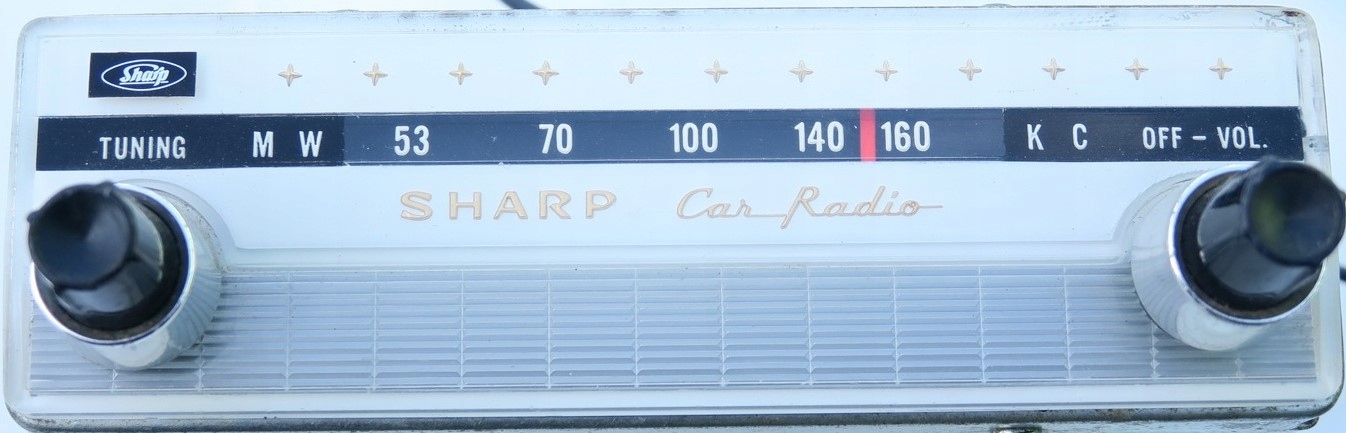 Sharp
TUNING M W 53 70 100 140 160 K C OFF - VOL.
SHARP Car Radio